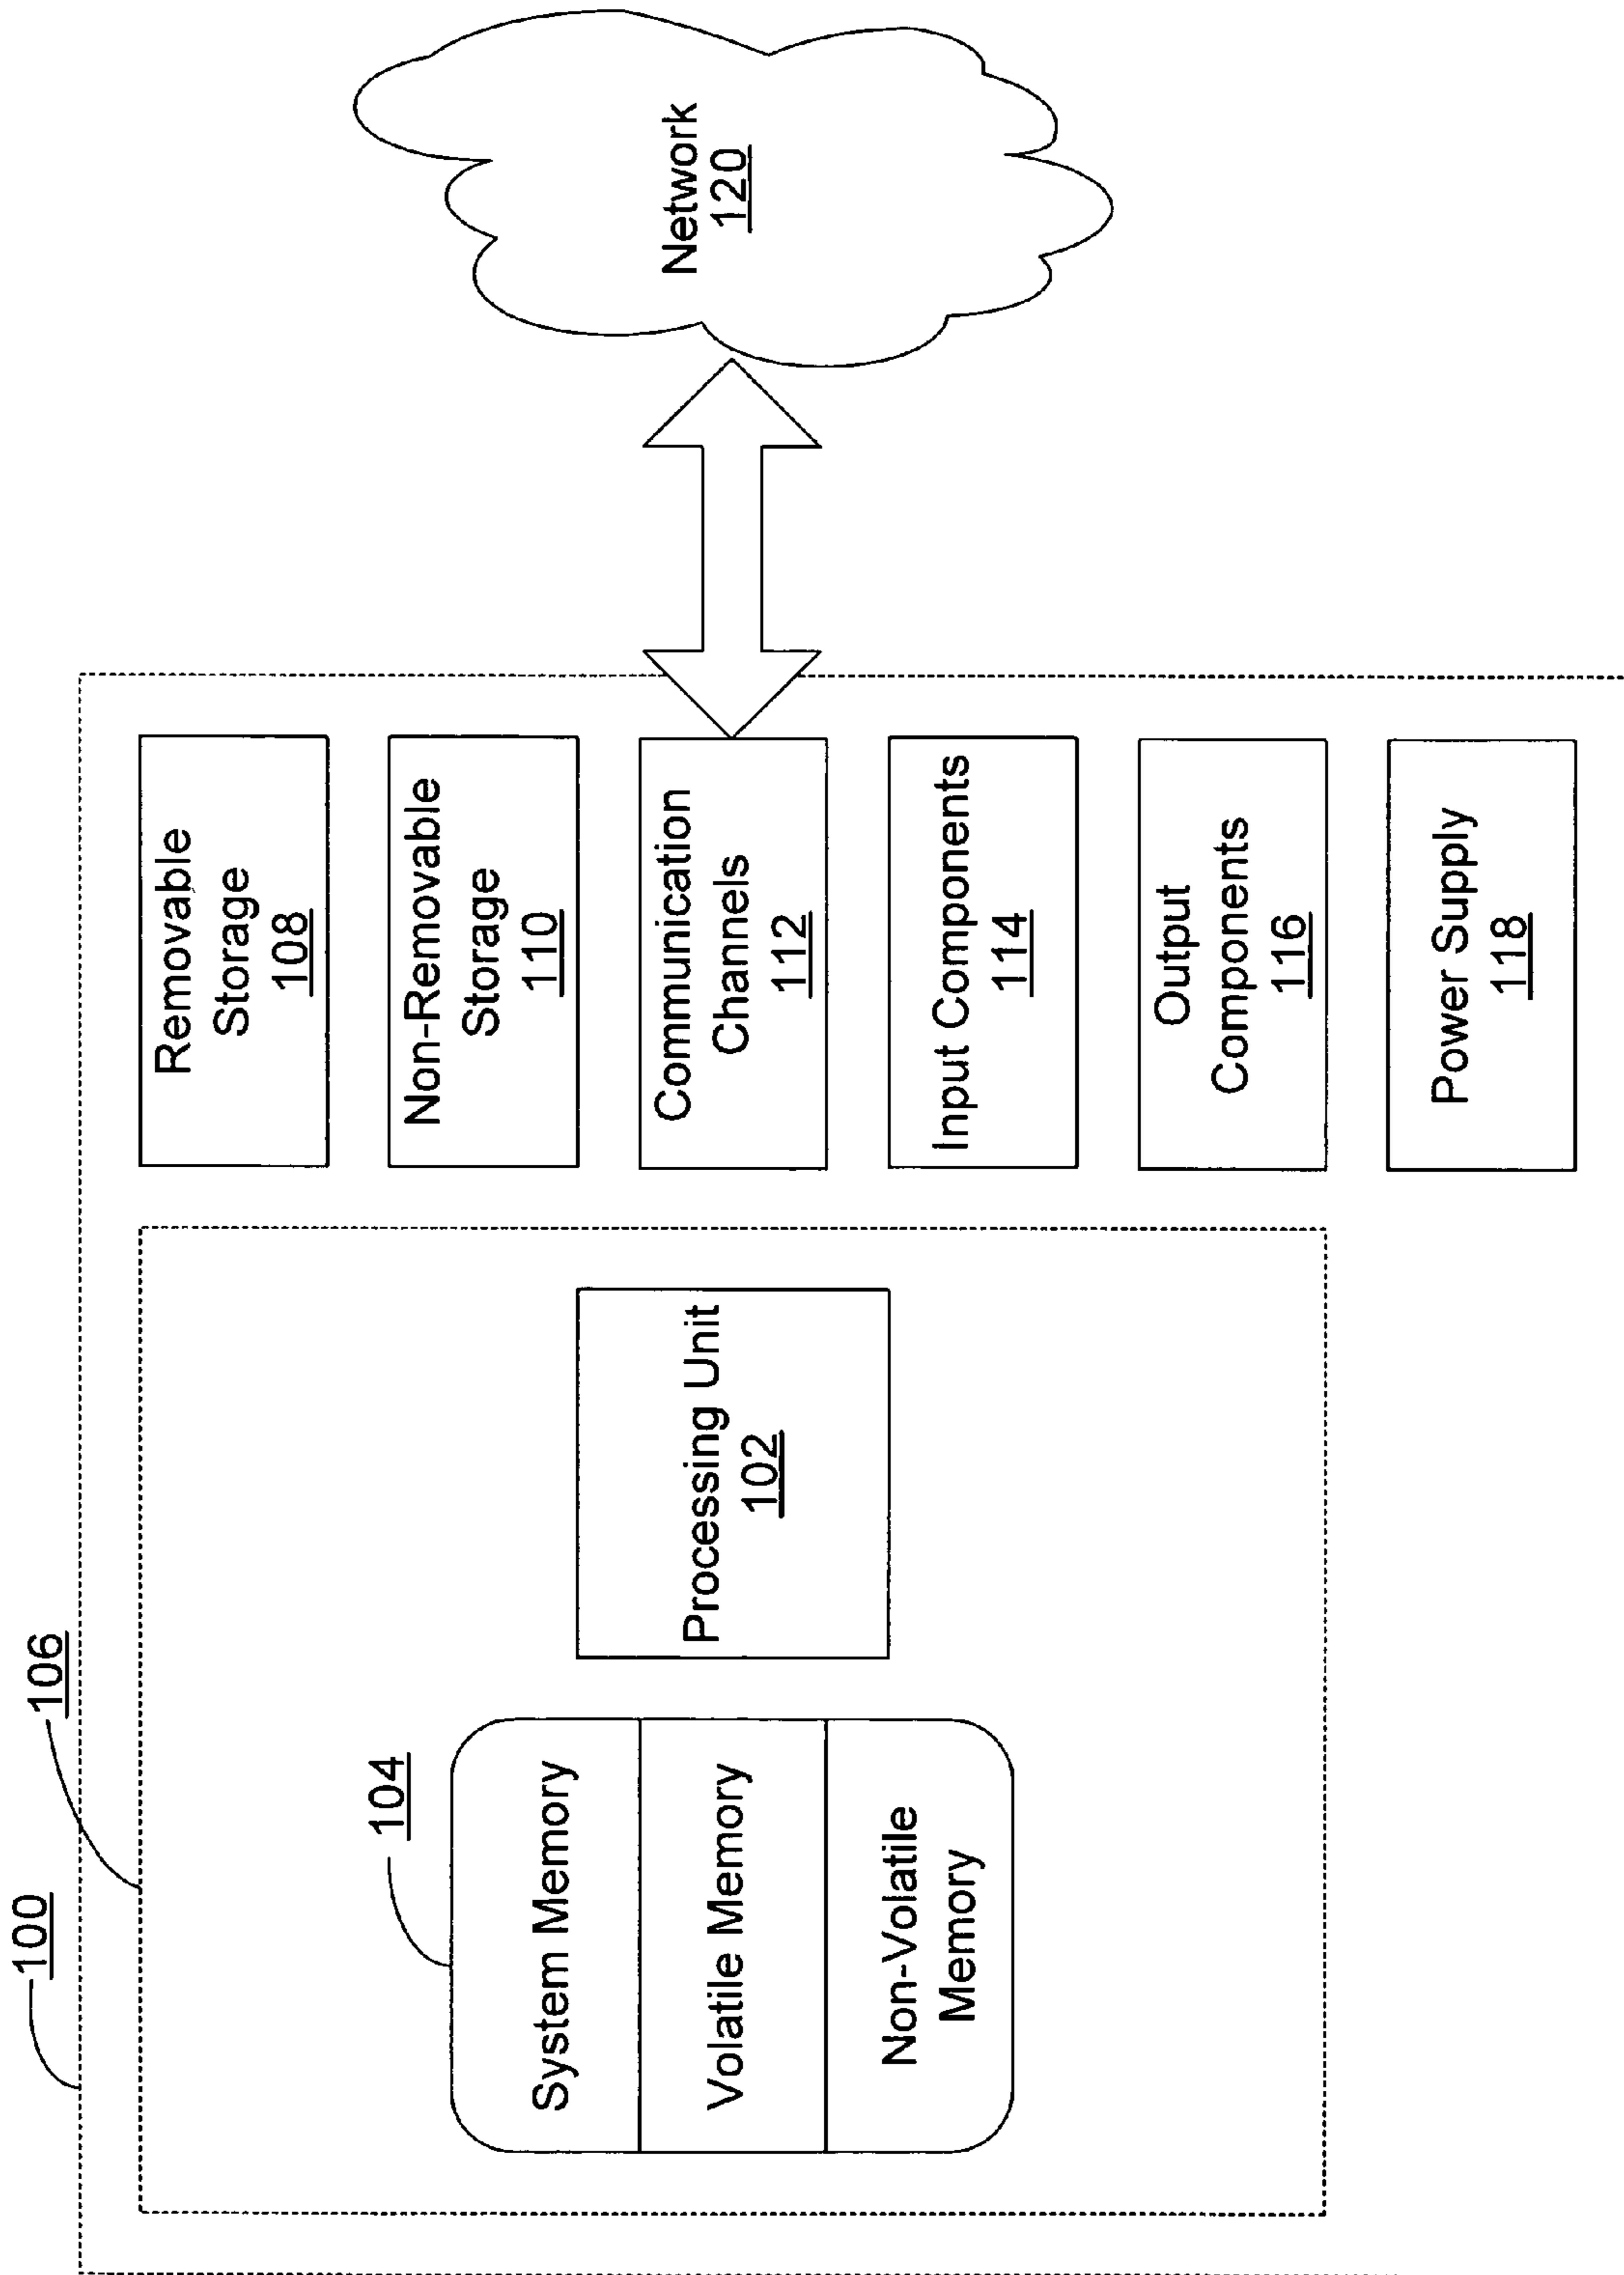 100
106
104
System Memory
Volatile Memory
Non-Volatile
Memory
Processing Unit
102
Removable
Storage
108
Non-Removable
Storage
110
Communication
Channels
112
Input Components
114
Output
Components
116
Power Supply
118
Network
120